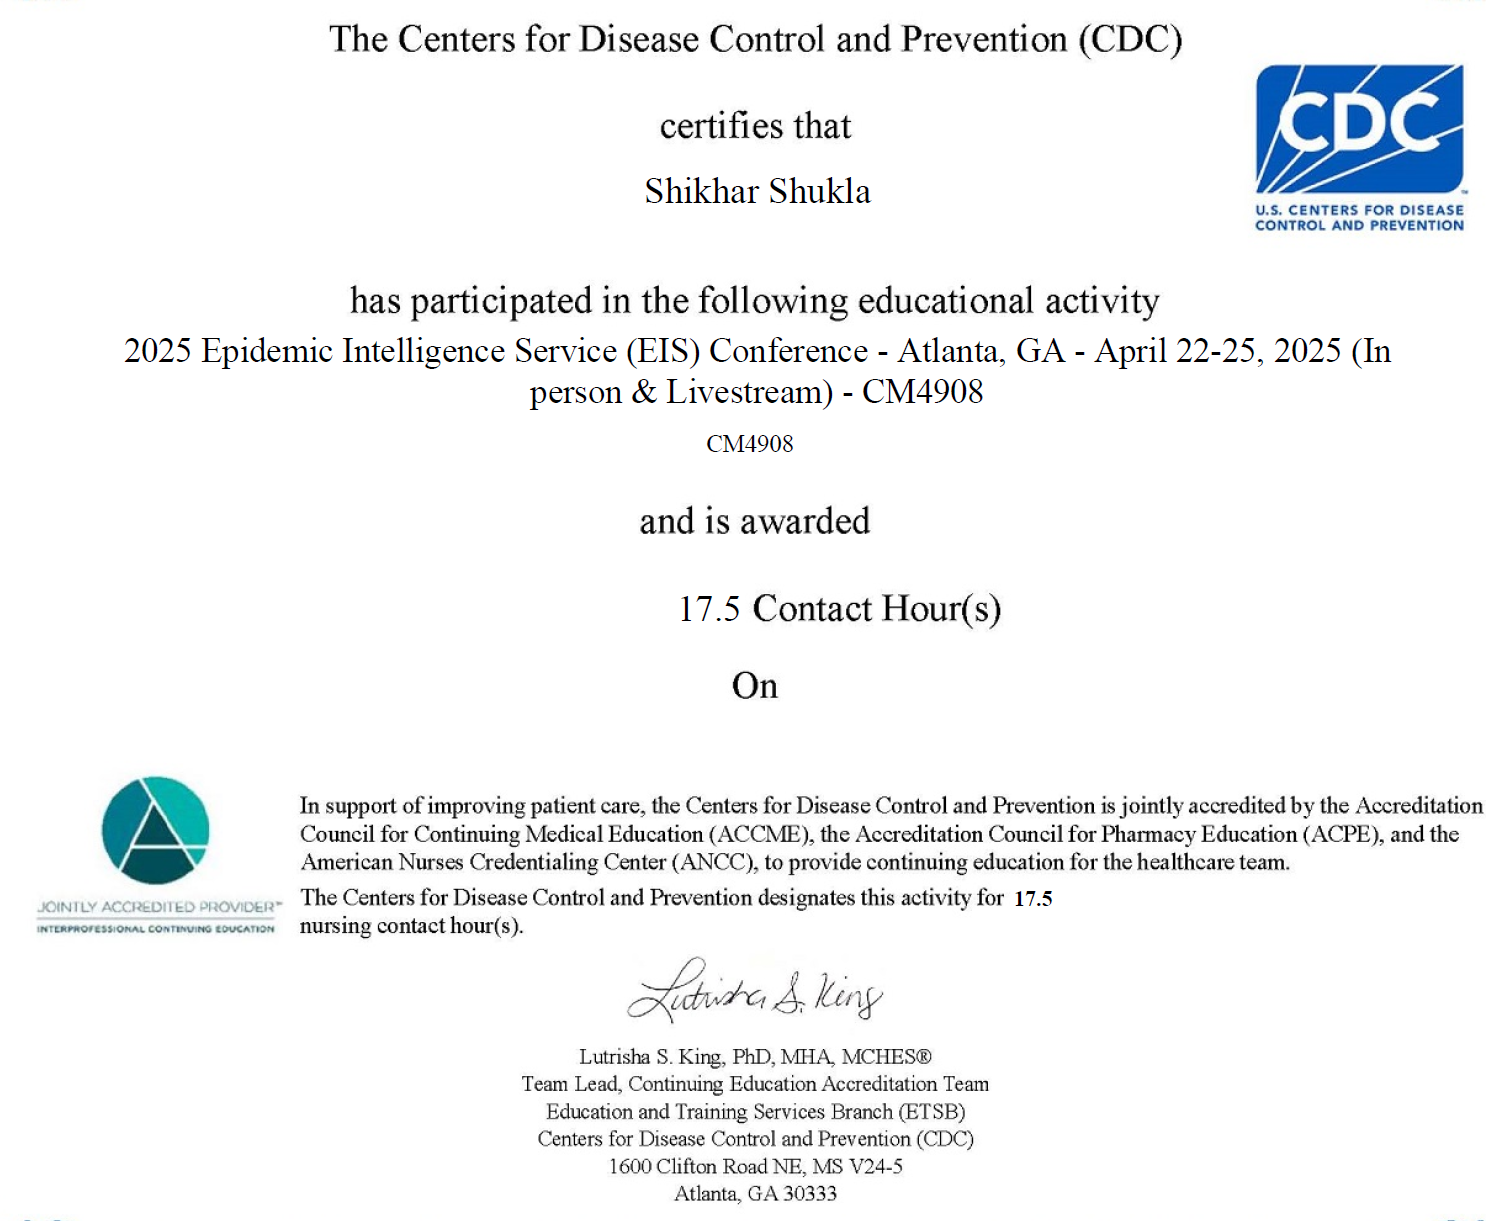 The Centers for Disease Control and Prevention (CDC)
certifies that
Shikhar Shukla
CDC
U.S. CENTERS FOR DISEASE
CONTROL AND PREVENTION
has participated in the following educational activity
2025 Epidemic Intelligence Service (EIS) Conference - Atlanta, GA - April 22-25, 2025 (In
person & Livestream) - CM4908
CM4908
and is awarded
17.5 Contact Hour(s)
On
JOINTLY ACCREDITED PROVIDER™
INTERPROFESSIONAL CONTINUING EDUCATION
In support of improving patient care, the Centers for Disease Control and Prevention is jointly accredited by the Accreditation
Council for Continuing Medical Education (ACCME), the Accreditation Council for Pharmacy Education (ACPE), and the
American Nurses Credentialing Center (ANCC), to provide continuing education for the healthcare team.
The Centers for Disease Control and Prevention designates this activity for 17.5
nursing contact hour(s).
Lutrisha S. King
Lutrisha S. King, PhD, MHA, MCHES®
Team Lead, Continuing Education Accreditation Team
Education and Training Services Branch (ETSB)
Centers for Disease Control and Prevention (CDC)
1600 Clifton Road NE, MS V24-5
Atlanta, GA 30333